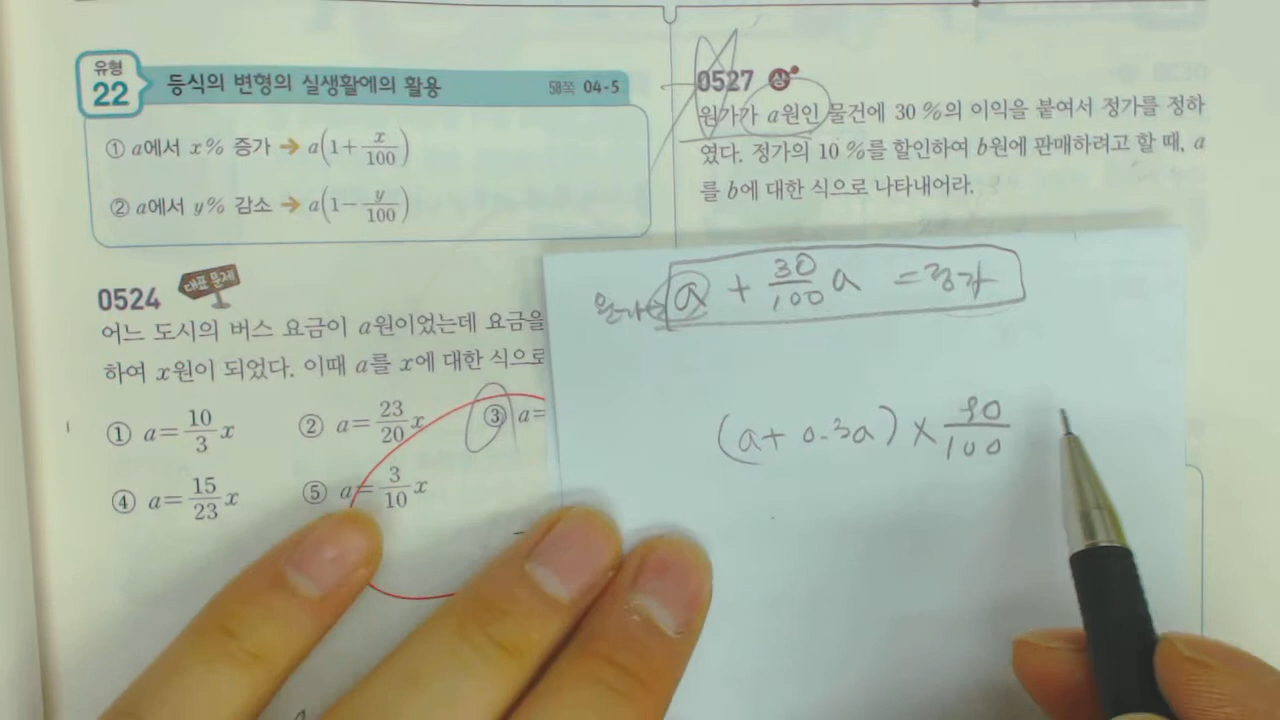 유형
22
등식의 변형의 실생활에의 활용
58쪽 04-5
① a에서 x% 증가 → a(1+x/100)
② a에서 y% 감소 → a(1-y/100)
0524 대표 문제
어느 도시의 버스 요금이 a원이었는데 요금을
하여 x원이 되었다. 이때 a를 x에 대한 식으로
① a=10/3 x ② a=23/20 x ③ a=
④ a=15/23 x ⑤ a=3/10 x
0527 상
원가가 a원인 물건에 30 %의 이익을 붙여서 정가를 정하
였다. 정가의 10 %를 할인하여 b원에 판매하려고 할 때, a
를 b에 대한 식으로 나타내어라.
원가 a + 30/100 a = 정가
(a+0.3a) × 90/100